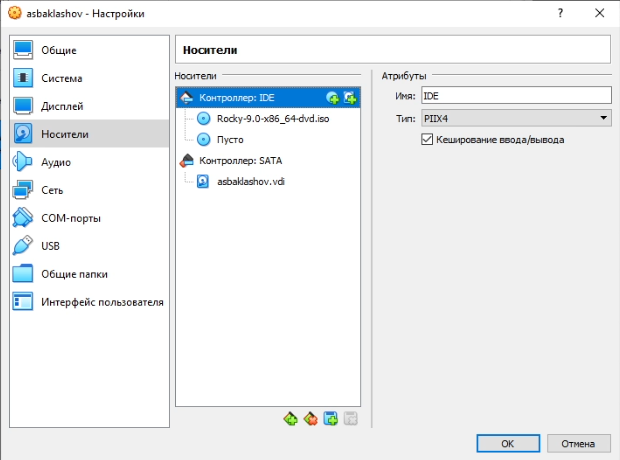 asbaklashov - Настройки
?
Общие
Система
Дисплей
Носители
Аудио
Сеть
COM-порты
USB
Общие папки
Интерфейс пользователя
Носители
Носители
Контроллер: IDE
Rocky-9.0-x86_64-dvd.iso
Пусто
Контроллер: SATA
asbaklashov.vdi
Атрибуты
Имя: IDE
Тип: PIIX4
Кеширование ввода/вывода
OK
Отмена